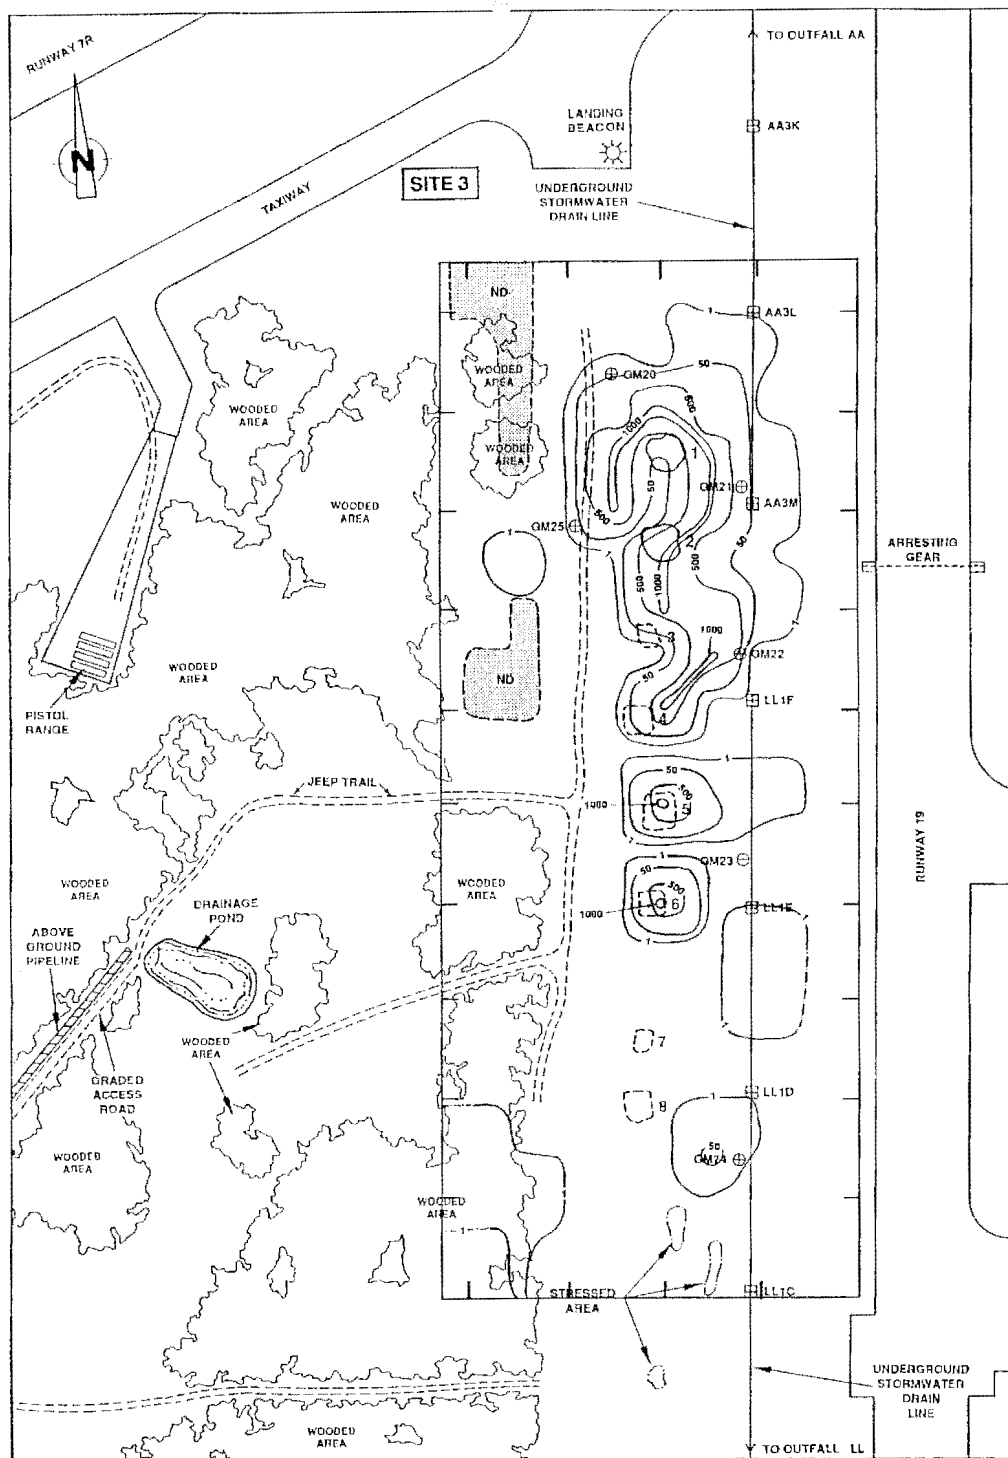 TO OUTFALL AA
RUNWAY 7R
LANDING
BEACON
AA3K
N
SITE 3
TAXIWAY
UNDERGROUND
STORMWATER
DRAIN LINE
ND
1
AA3L
WOODED
AREA
GM20
50
500
WOODED
AREA
1000
1
WOODED
AREA
50
GM21
WOODED
AREA
AA3M
500
GM25
1
2
50
ARRESTING
GEAR
500
500
1000
1
3
1000
GM22
WOODED
AREA
50
ND
LL1F
PISTOL
RANGE
4
1
50
JEEP TRAIL
500
1000
RUNWAY 19
1
GM23
50
WOODED
AREA
WOODED
AREA
500
DRAINAGE
POND
6
LL1E
1000
ABOVE
GROUND
PIPELINE
1
1
WOODED
AREA
7
GRADED
ACCESS
ROAD
LL1D
8
1
50
GM24
WOODED
AREA
WOODED
AREA
1
STRESSED
AREA
LL1C
UNDERGROUND
STORMWATER
DRAIN
LINE
WOODED
AREA
TO OUTFALL LL